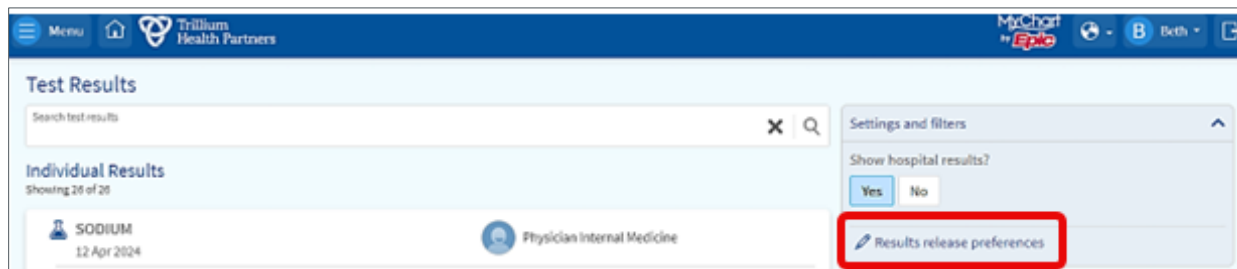 Menu
Trillium
Health Partners
MyChart
by Epic
B Beth
Test Results
Search test results
Individual Results
Showing 26 of 26
SODIUM
12 Apr 2024
Physician Internal Medicine
Settings and filters
Show hospital results?
Yes No
Results release preferences